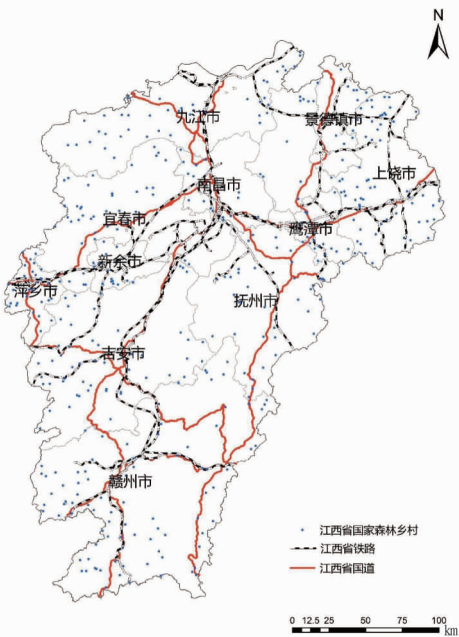 N
九江市
景德镇市
上饶市
南昌市
宜春市
鹰潭市
新余市
萍乡市
抚州市
吉安市
赣州市
江西省国家森林乡村
江西省铁路
江西省国道
0 12.5 25 50 75 100
km